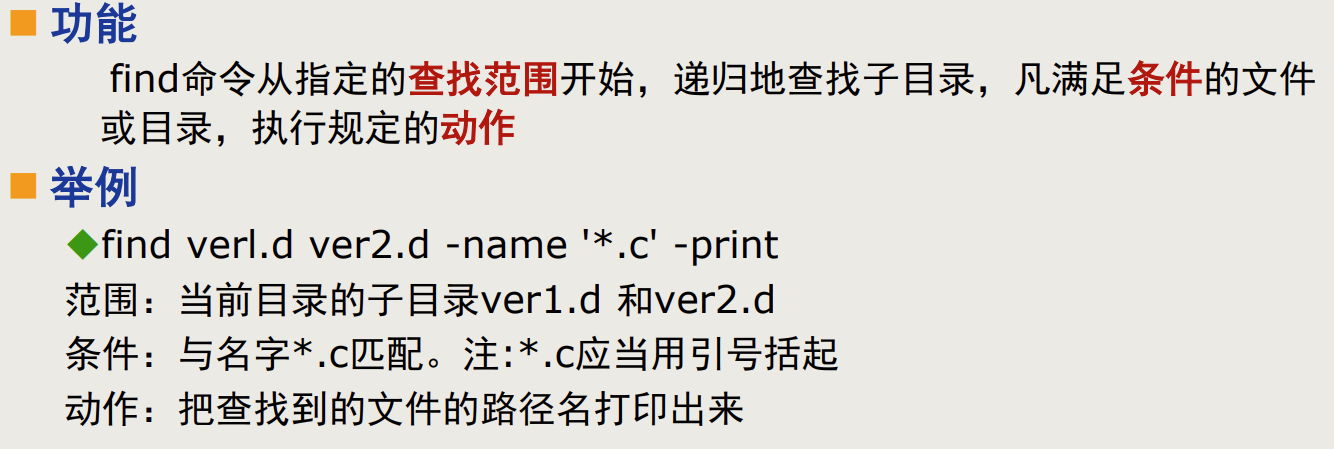 功能
find命令从指定的查找范围开始，递归地查找子目录，凡满足条件的文件
或目录，执行规定的动作
举例
find verl.d ver2.d -name '*.c' -print
范围：当前目录的子目录ver1.d 和ver2.d
条件：与名字*.c匹配。注:*.c应当用引号括起
动作：把查找到的文件的路径名打印出来